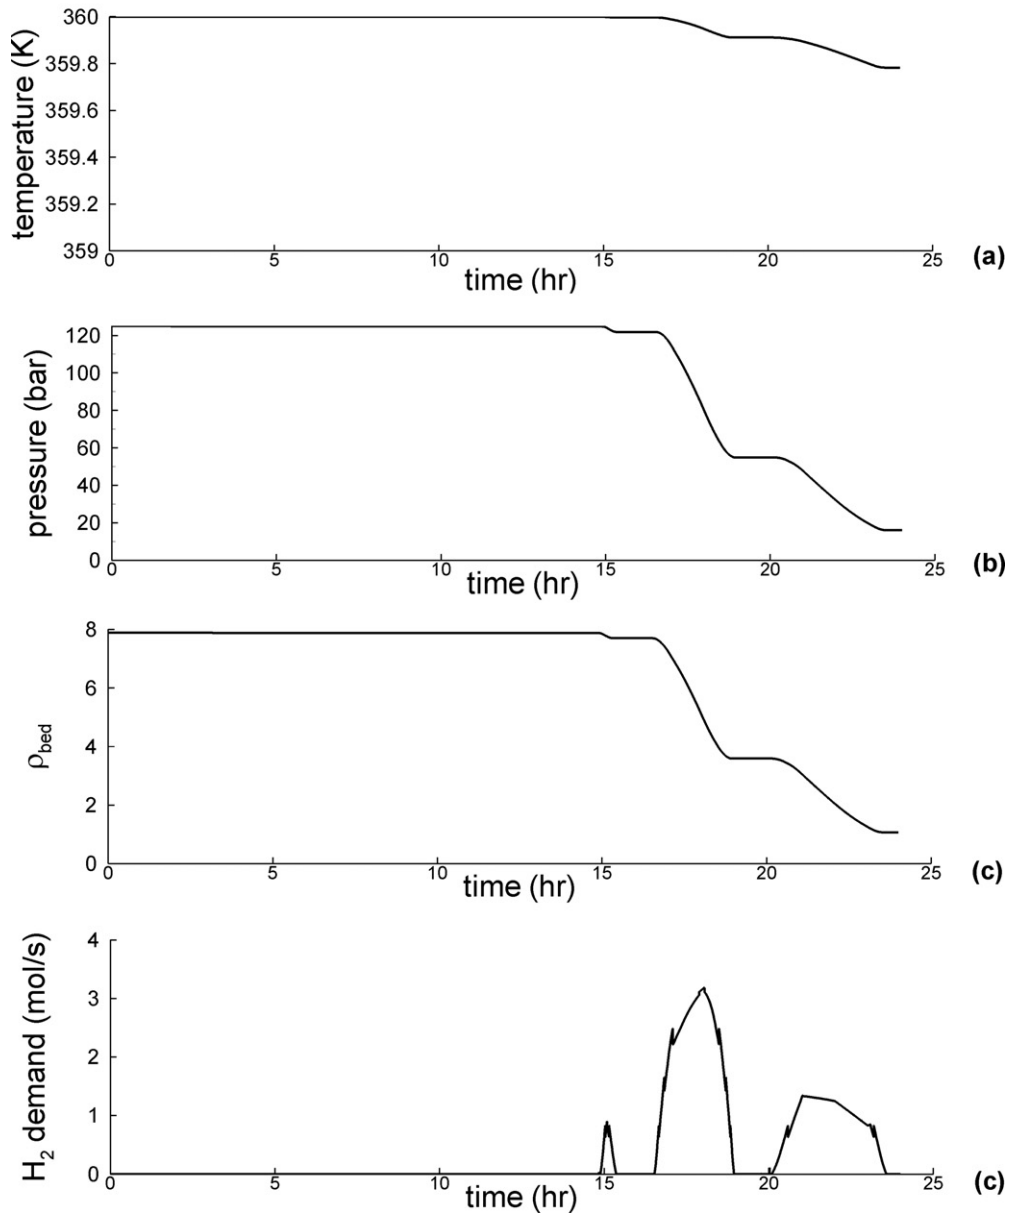 360
359.8
359.6
359.4
359.2
359
temperature (K)
0 5 10 15 20 25
time (hr)
(a)
120
100
80
60
40
20
0
pressure (bar)
0 5 10 15 20 25
time (hr)
(b)
8
6
4
2
0
ρbed
0 5 10 15 20 25
time (hr)
(c)
4
3
2
1
0
H2 demand (mol/s)
0 5 10 15 20 25
time (hr)
(c)